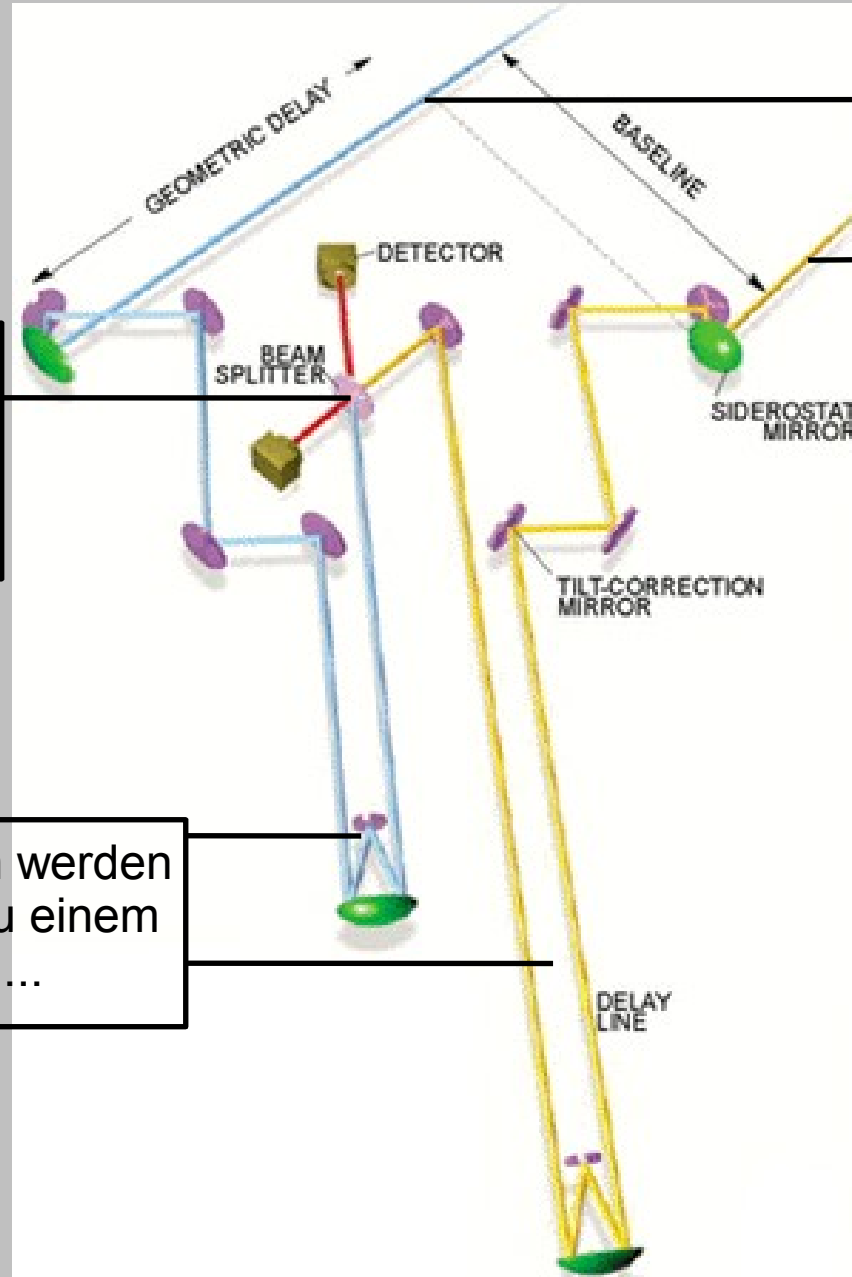 GEOMETRIC DELAY
BASELINE
DETECTOR
BEAM
SPLITTER
SIDEROSTAT
MIRROR
TILT-CORRECTION
MIRROR
werden
einem
...
DELAY
LINE